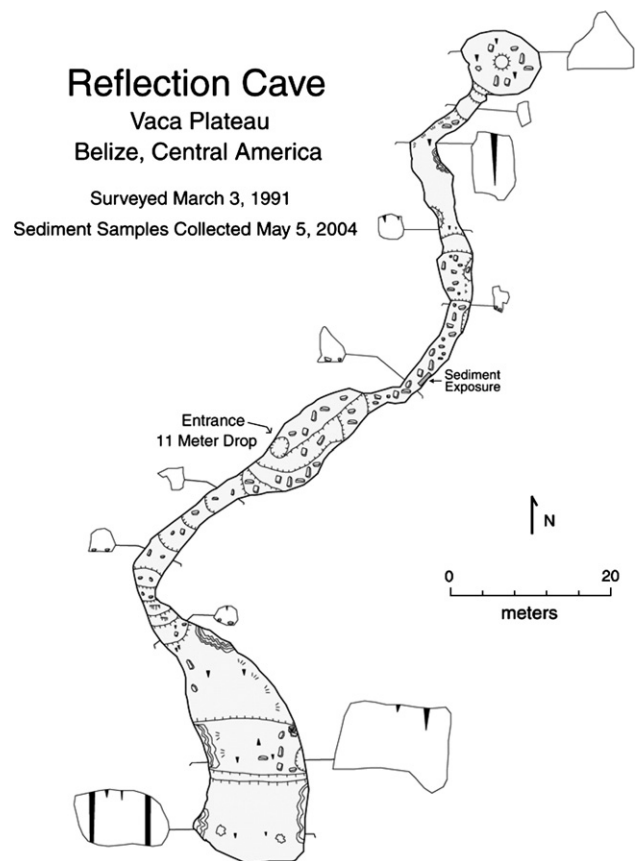 Reflection Cave
Vaca Plateau
Belize, Central America
Surveyed March 3, 1991
Sediment Samples Collected May 5, 2004
Sediment
Exposure
Entrance
11 Meter Drop
N
0 20
meters